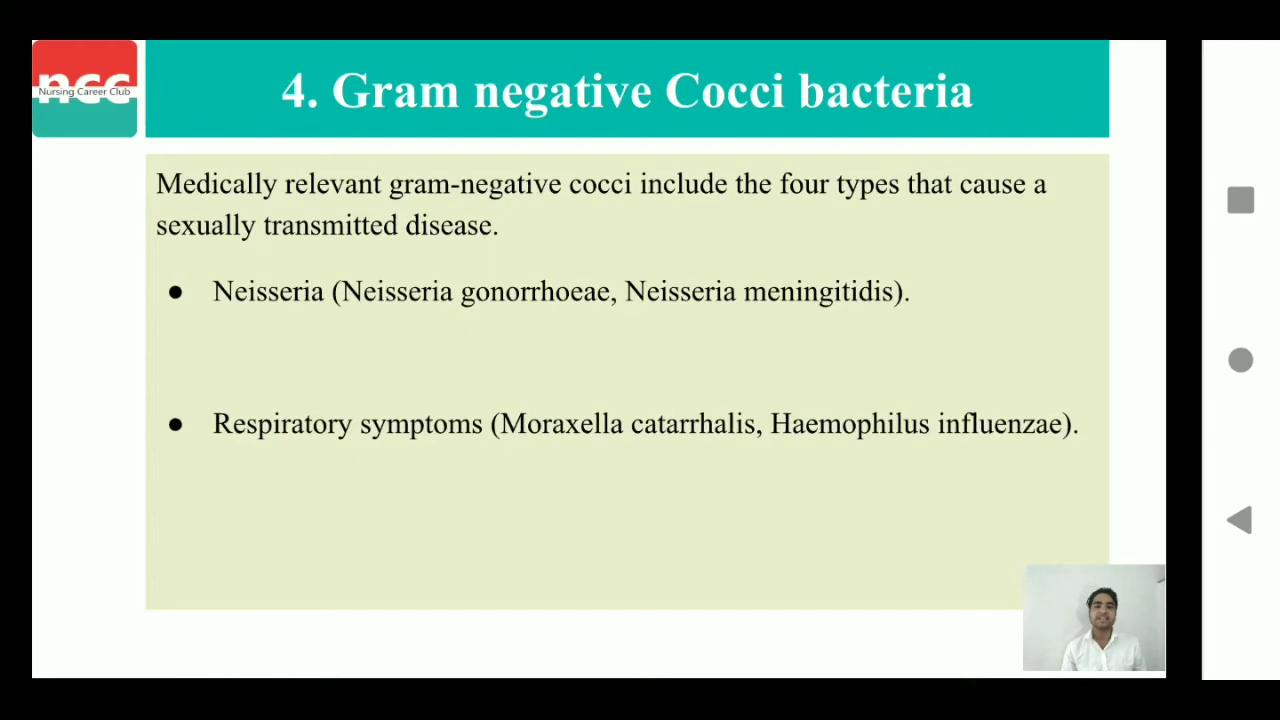 ncc
Nursing Career Club
4. Gram negative Cocci bacteria
Medically relevant gram-negative cocci include the four types that cause a
sexually transmitted disease.
● Neisseria (Neisseria gonorrhoeae, Neisseria meningitidis).
● Respiratory symptoms (Moraxella catarrhalis, Haemophilus influenzae).